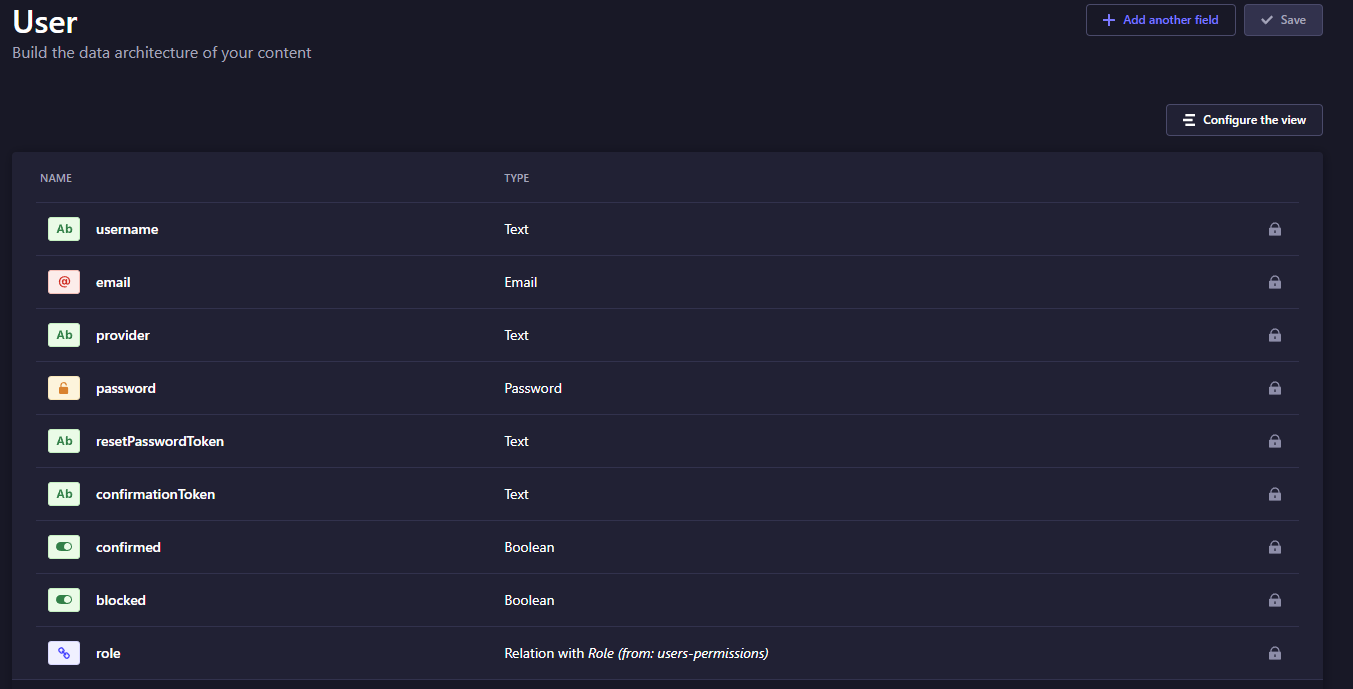 User
Build the data architecture of your content
Add another field
Save
Configure the view
NAME TYPE
Ab username Text
@ email Email
Ab provider Text
password Password
Ab resetPasswordToken Text
Ab confirmationToken Text
confirmed Boolean
blocked Boolean
role Relation with Role (from: users-permissions)